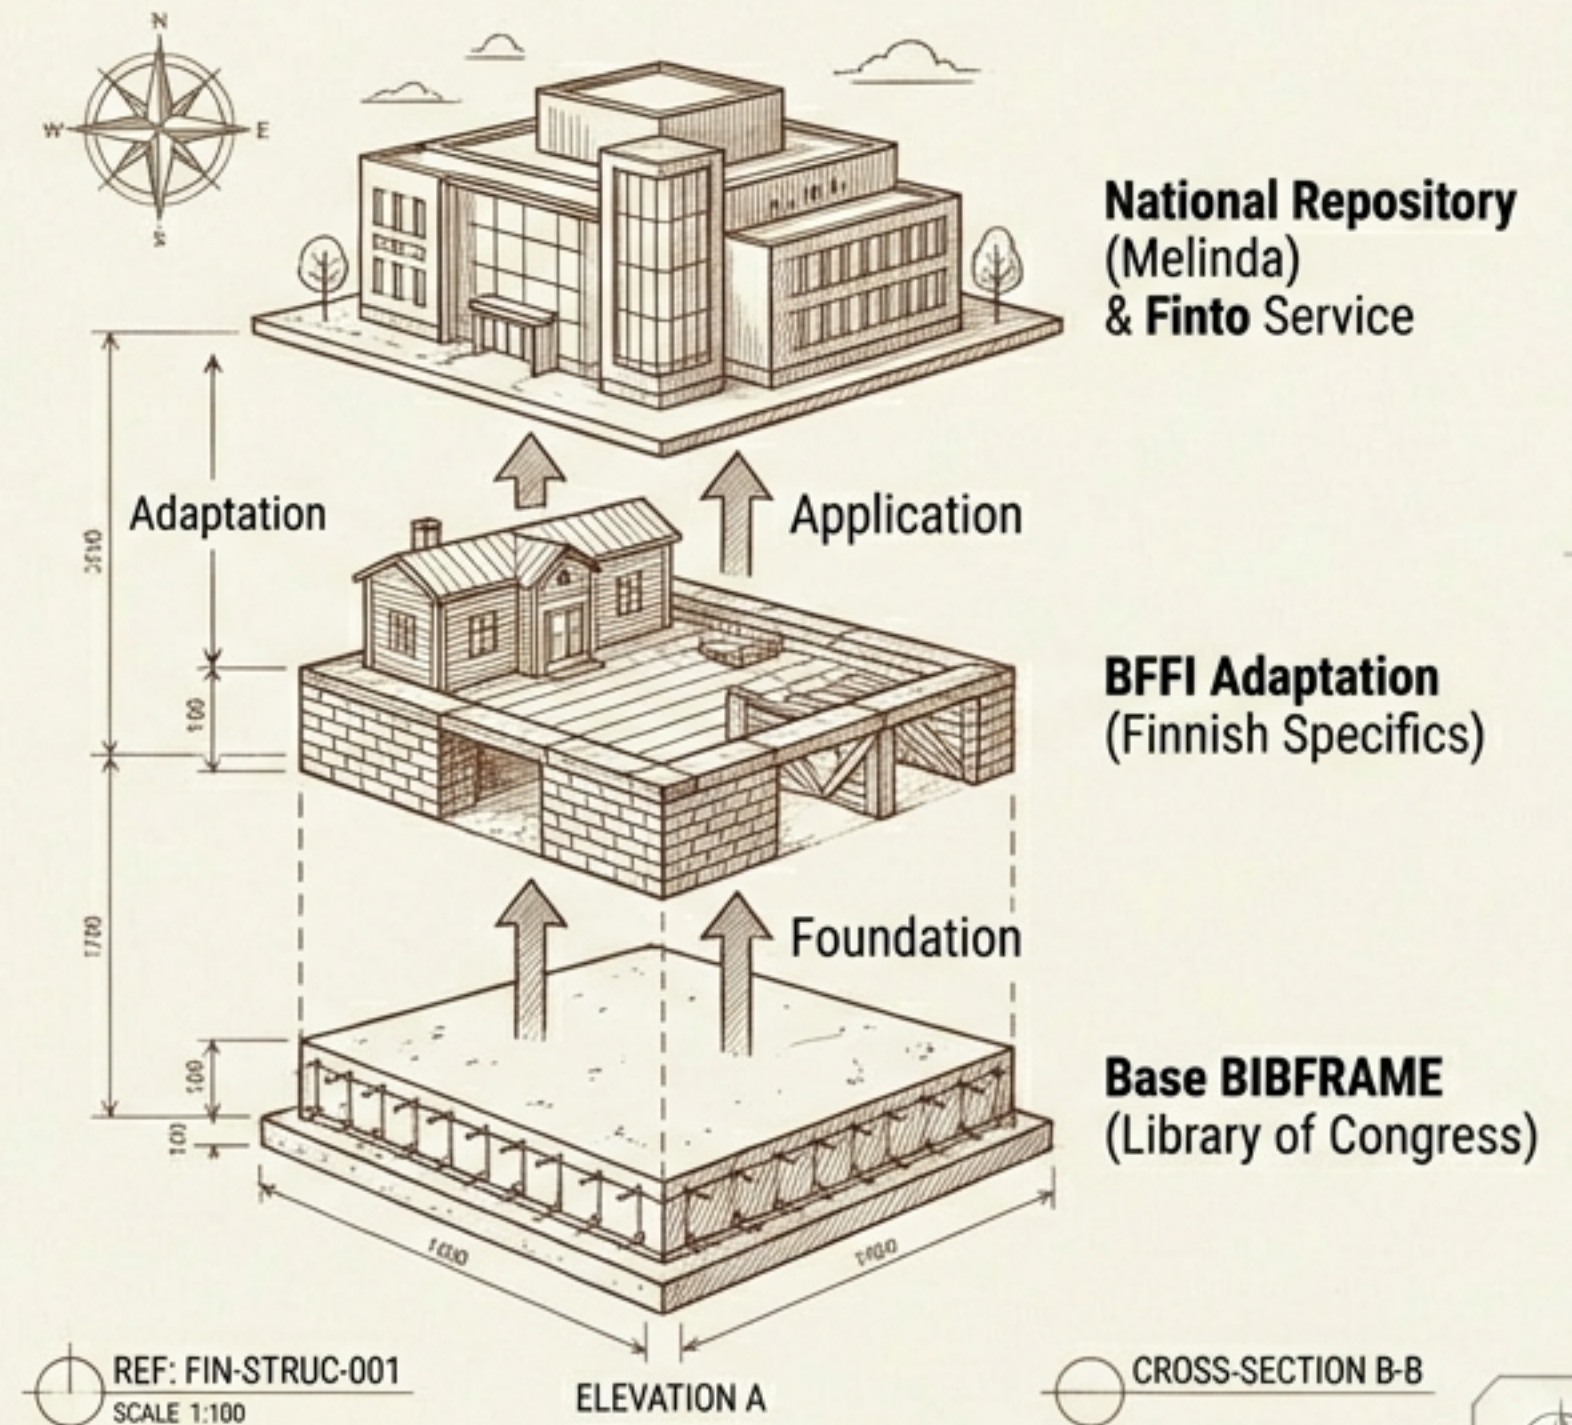 N
W
E
National Repository
(Melinda)
& Finto Service
Adaptation
Application
BFFI Adaptation
(Finnish Specifics)
Foundation
Base BIBFRAME
(Library of Congress)
REF: FIN-STRUC-001
SCALE 1:100
ELEVATION A
CROSS-SECTION B-B